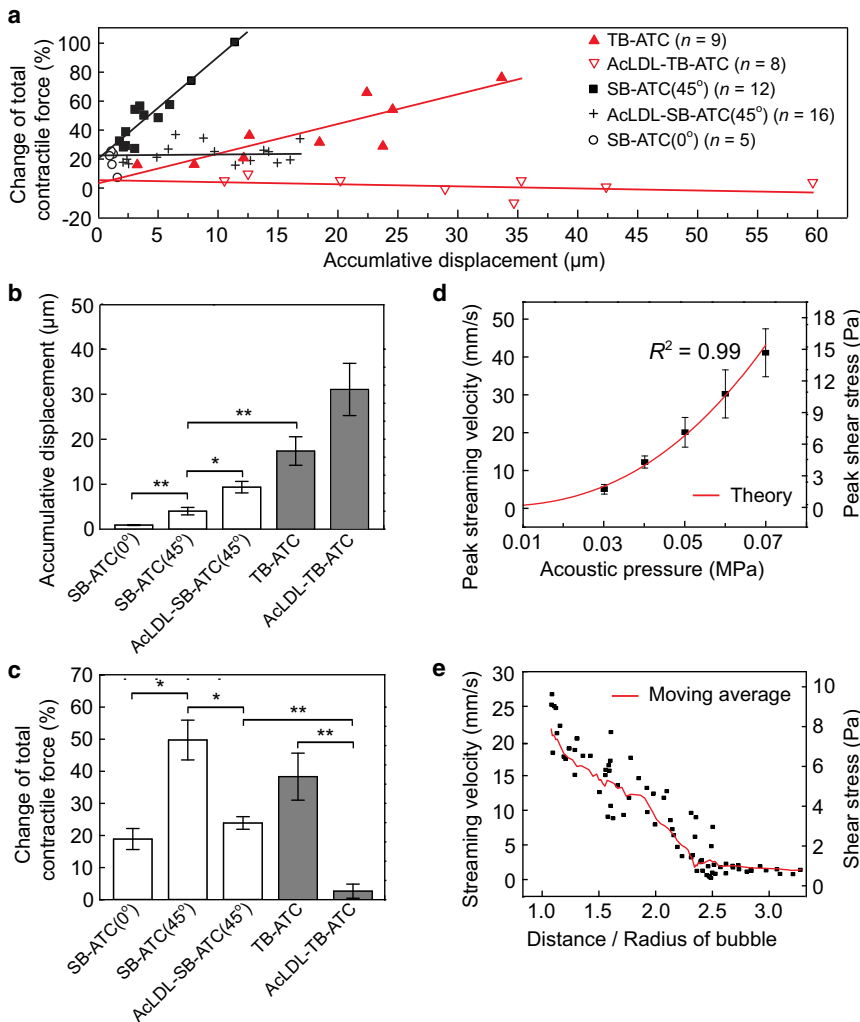 a
Change of total
contractile force (%)
100
80
60
40
20
0
-20
0
5
10
15
20
25
30
35
40
45
50
55
60
Accumlative displacement (µm)
TB-ATC (n = 9)
AcLDL-TB-ATC (n = 8)
SB-ATC(45°) (n = 12)
AcLDL-SB-ATC(45°) (n = 16)
SB-ATC(0°) (n = 5)
b
Accumulative displacement (µm)
50
40
30
20
10
0
**
*
**
SB-ATC(0°)
SB-ATC(45°)
AcLDL-SB-ATC(45°)
TB-ATC
AcLDL-TB-ATC
d
Peak streaming velocity (mm/s)
50
40
30
20
10
0
R² = 0.99
Theory
18
15
12
9
6
3
0
Peak shear stress (Pa)
0.01
0.03
0.05
0.07
Acoustic pressure (MPa)
c
Change of total
contractile force (%)
70
60
50
40
30
20
10
0
*
*
**
**
SB-ATC(0°)
SB-ATC(45°)
AcLDL-SB-ATC(45°)
TB-ATC
AcLDL-TB-ATC
e
Streaming velocity (mm/s)
30
25
20
15
10
5
0
Moving average
10
8
6
4
2
0
Shear stress (Pa)
1.0
1.5
2.0
2.5
3.0
Distance / Radius of bubble